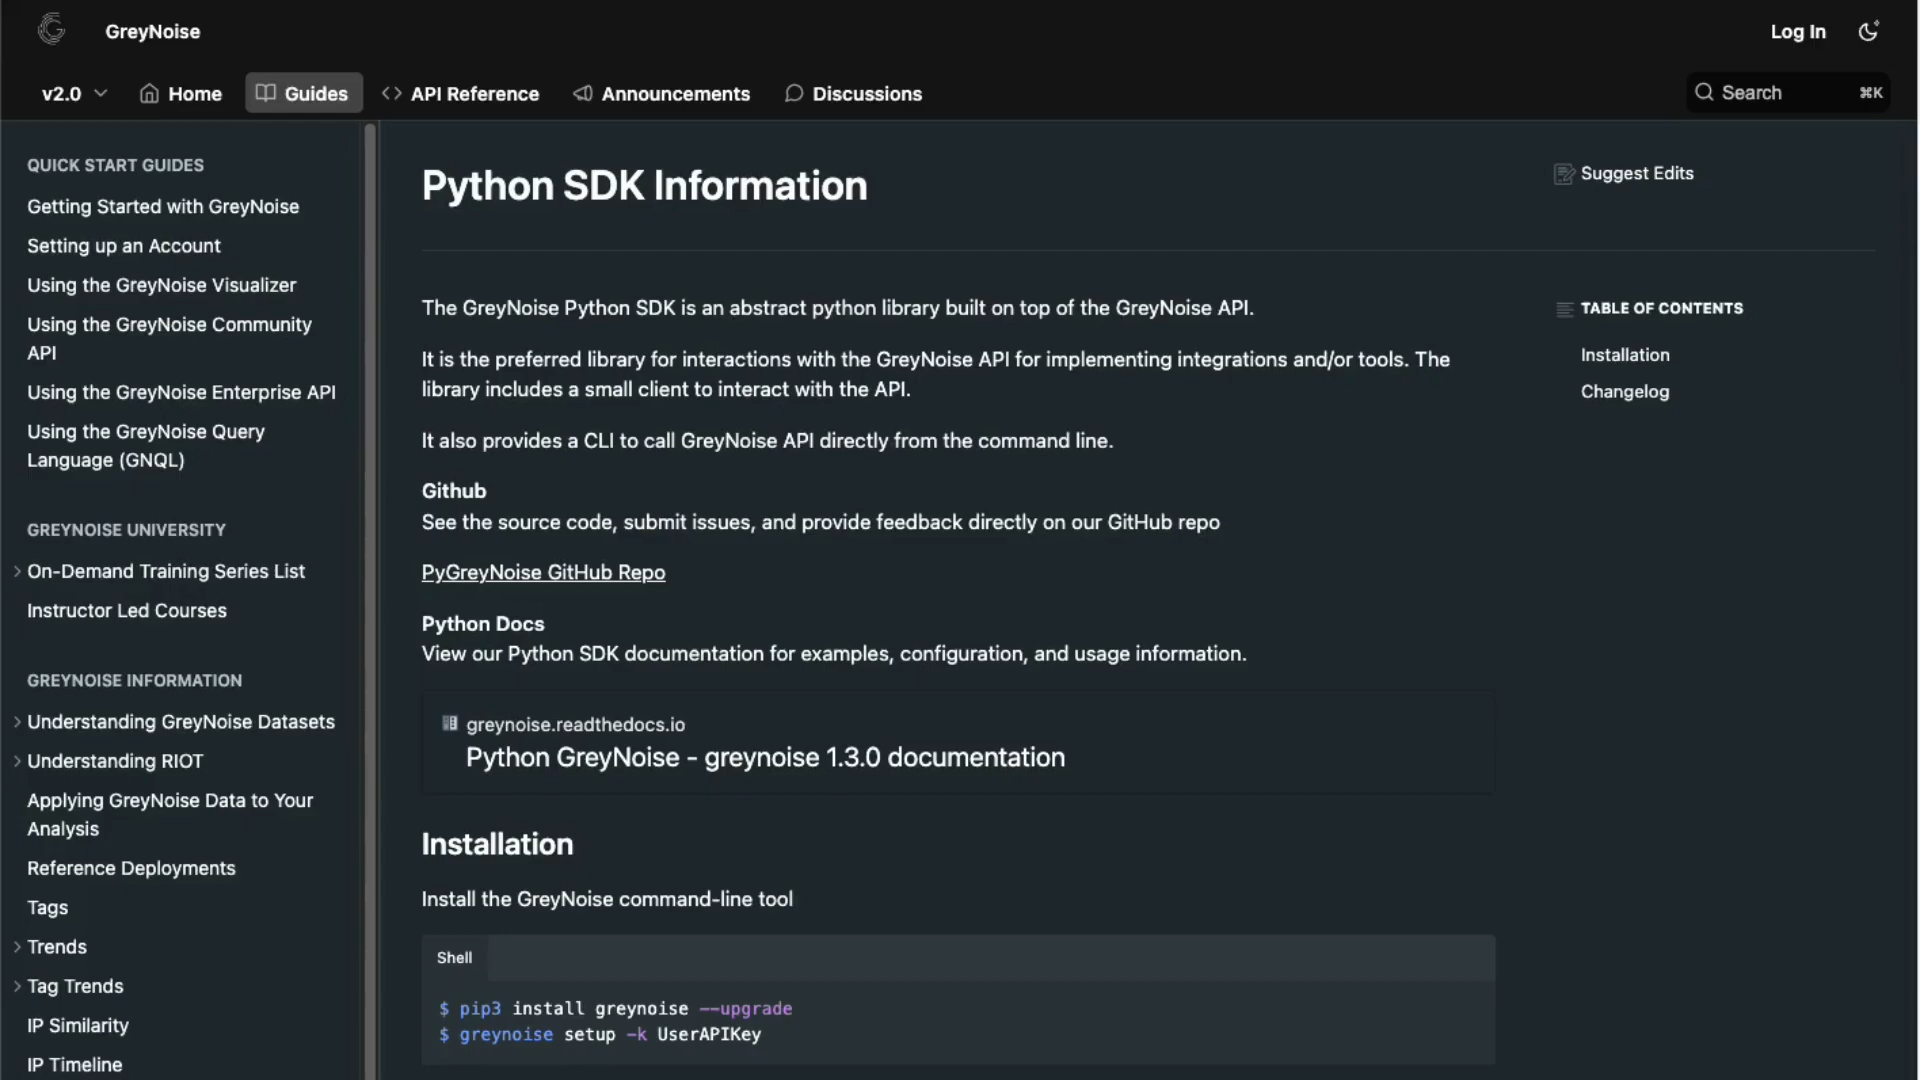 GreyNoise
Log In
v2.0
Home
Guides
API Reference
Announcements
Discussions
Search
⌘K
QUICK START GUIDES
Getting Started with GreyNoise
Setting up an Account
Using the GreyNoise Visualizer
Using the GreyNoise Community
API
Using the GreyNoise Enterprise API
Using the GreyNoise Query
Language (GNQL)
GREYNOISE UNIVERSITY
On-Demand Training Series List
Instructor Led Courses
GREYNOISE INFORMATION
Understanding GreyNoise Datasets
Understanding RIOT
Applying GreyNoise Data to Your
Analysis
Reference Deployments
Tags
Trends
Tag Trends
IP Similarity
IP Timeline
Python SDK Information
Suggest Edits
The GreyNoise Python SDK is an abstract python library built on top of the GreyNoise API.
It is the preferred library for interactions with the GreyNoise API for implementing integrations and/or tools. The
library includes a small client to interact with the API.
It also provides a CLI to call GreyNoise API directly from the command line.
Github
See the source code, submit issues, and provide feedback directly on our GitHub repo
PyGreyNoise GitHub Repo
Python Docs
View our Python SDK documentation for examples, configuration, and usage information.
greynoise.readthedocs.io
Python GreyNoise - greynoise 1.3.0 documentation
Installation
Install the GreyNoise command-line tool
Shell
$ pip3 install greynoise --upgrade
$ greynoise setup -k UserAPIKey
TABLE OF CONTENTS
Installation
Changelog